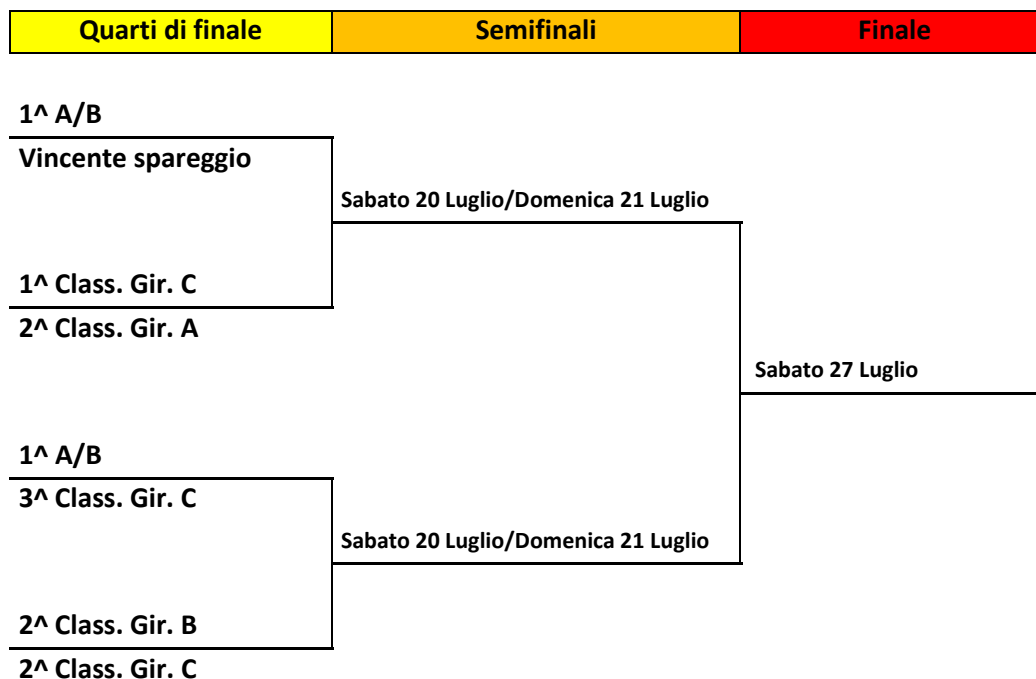 Quarti di finale
Semifinali
Finale
1^ A/B
Vincente spareggio
Sabato 20 Luglio/Domenica 21 Luglio
1^ Class. Gir. C
2^ Class. Gir. A
Sabato 27 Luglio
1^ A/B
3^ Class. Gir. C
Sabato 20 Luglio/Domenica 21 Luglio
2^ Class. Gir. B
2^ Class. Gir. C